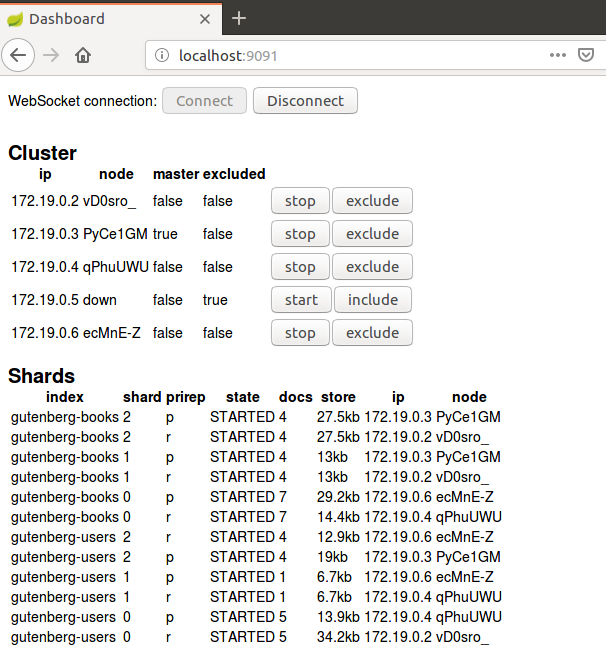 Dashboard
localhost:9091
WebSocket connection: Connect Disconnect
Cluster
ip node master excluded
172.19.0.2 vD0sro_ false false stop exclude
172.19.0.3 PyCe1GM true false stop exclude
172.19.0.4 qPhuUWU false false stop exclude
172.19.0.5 down false true start include
172.19.0.6 ecMnE-Z false false stop exclude
Shards
index shard prirep state docs store ip node
gutenberg-books 2 p STARTED 4 27.5kb 172.19.0.3 PyCe1GM
gutenberg-books 2 r STARTED 4 27.5kb 172.19.0.2 vD0sro_
gutenberg-books 1 p STARTED 4 13kb 172.19.0.3 PyCe1GM
gutenberg-books 1 r STARTED 4 13kb 172.19.0.2 vD0sro_
gutenberg-books 0 p STARTED 7 29.2kb 172.19.0.6 ecMnE-Z
gutenberg-books 0 r STARTED 7 14.4kb 172.19.0.4 qPhuUWU
gutenberg-users 2 r STARTED 4 12.9kb 172.19.0.6 ecMnE-Z
gutenberg-users 2 p STARTED 4 19kb 172.19.0.3 PyCe1GM
gutenberg-users 1 p STARTED 1 6.7kb 172.19.0.6 ecMnE-Z
gutenberg-users 1 r STARTED 1 6.7kb 172.19.0.4 qPhuUWU
gutenberg-users 0 p STARTED 5 13.9kb 172.19.0.4 qPhuUWU
gutenberg-users 0 r STARTED 5 34.2kb 172.19.0.2 vD0sro_